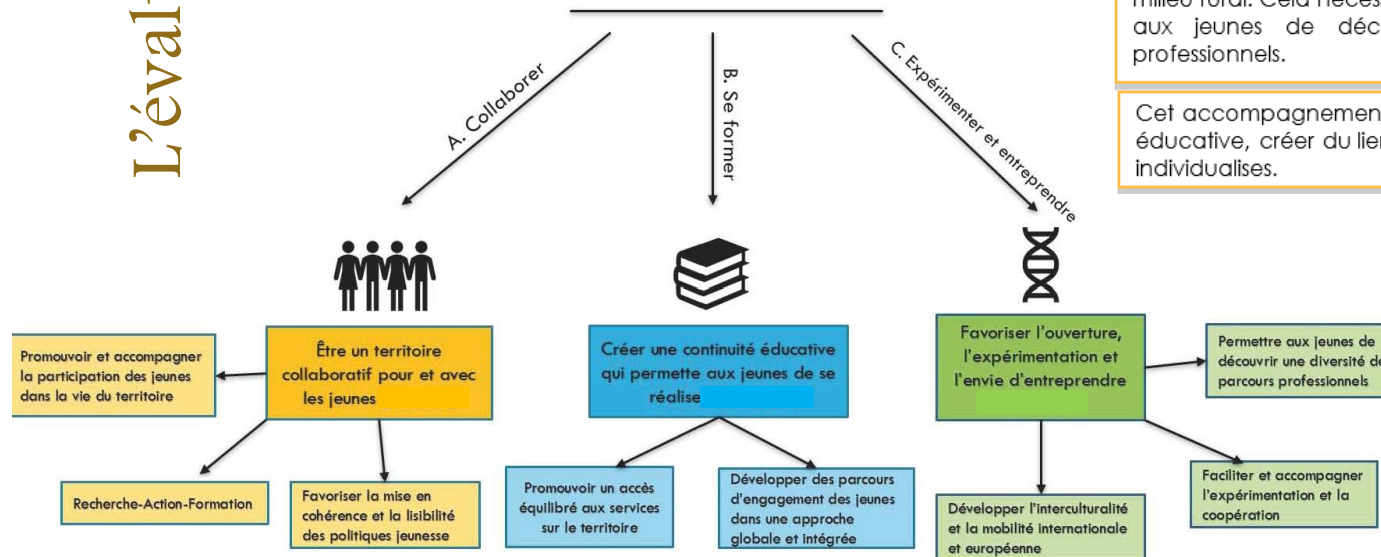 L'éval
milieu rural. Cela
aux jeunes de
professionnels.
Cet
éducative, créer du lien
individualises.
A. Collaborer
B. Se former
C. Expérimenter et entreprendre
Être un territoire
collaboratif pour et avec
les jeunes
Promouvoir et accompagner
la participation des jeunes
dans la vie du territoire
Recherche-Action-Formation
Favoriser la mise en
cohérence et la lisibilité
des politiques jeunesse
Créer une continuité éducative
qui permette aux jeunes de se
réalise
Promouvoir un accès
équilibré aux services
sur le territoire
Développer des parcours
d'engagement des jeunes
dans une approche
globale et intégrée
Favoriser l'ouverture,
l'expérimentation et
l'envie d'entreprendre
Permettre aux jeunes de
découvrir une diversité de
parcours professionnels
Faciliter et accompagner
l'expérimentation et la
coopération
Développer l'interculturalité
et la mobilité internationale
et européenne